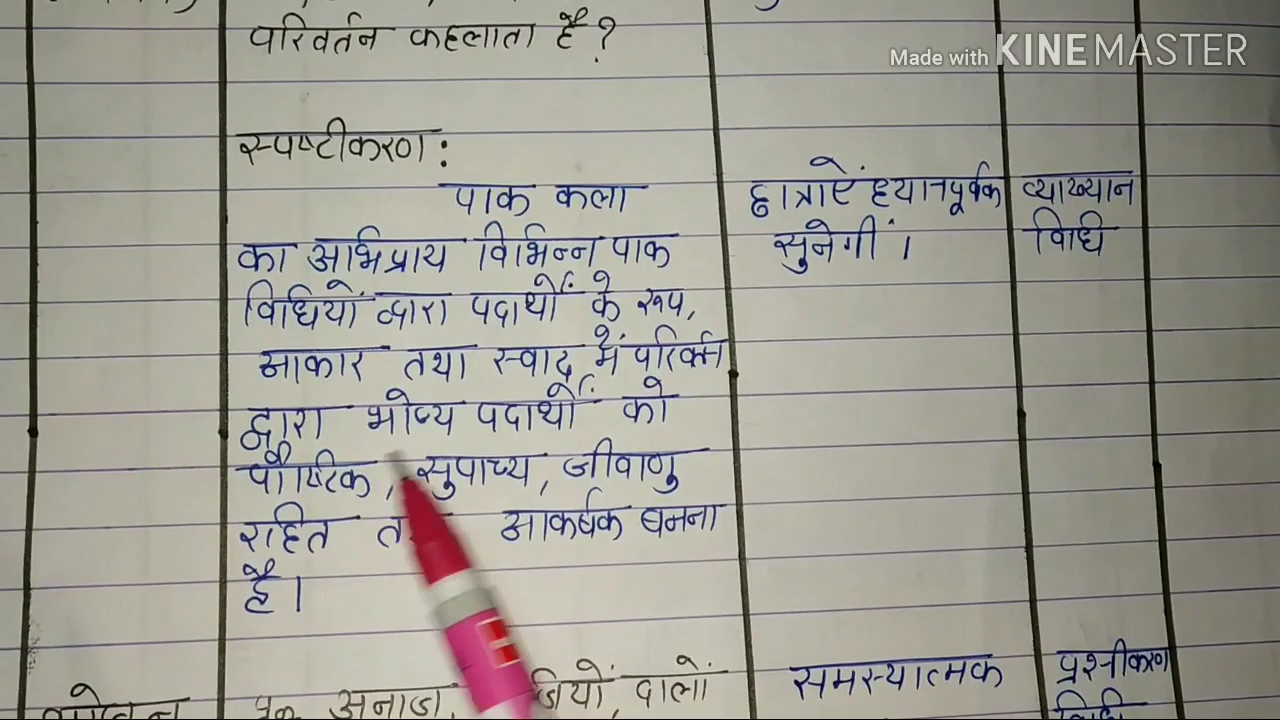 परिवर्तन कहलाता है?
Made with KINEMASTER
स्पष्टीकरण:
पाक कला
का अभिप्राय विभिन्न पाक
विधियों द्वारा पदार्थों के रूप,
आकार तथा स्वाद में परिवर्तन
द्वारा भोज्य पदार्थों को
पौष्टिक, सुपाच्य, जीवाणु
रहित आकर्षक बनना
है।
छात्राऐं ध्यानपूर्वक
सुनेगीं।
व्याख्यान
विधि
प्र० अनाज, दालों
समस्यात्मक
प्रश्नीकरण
विधि